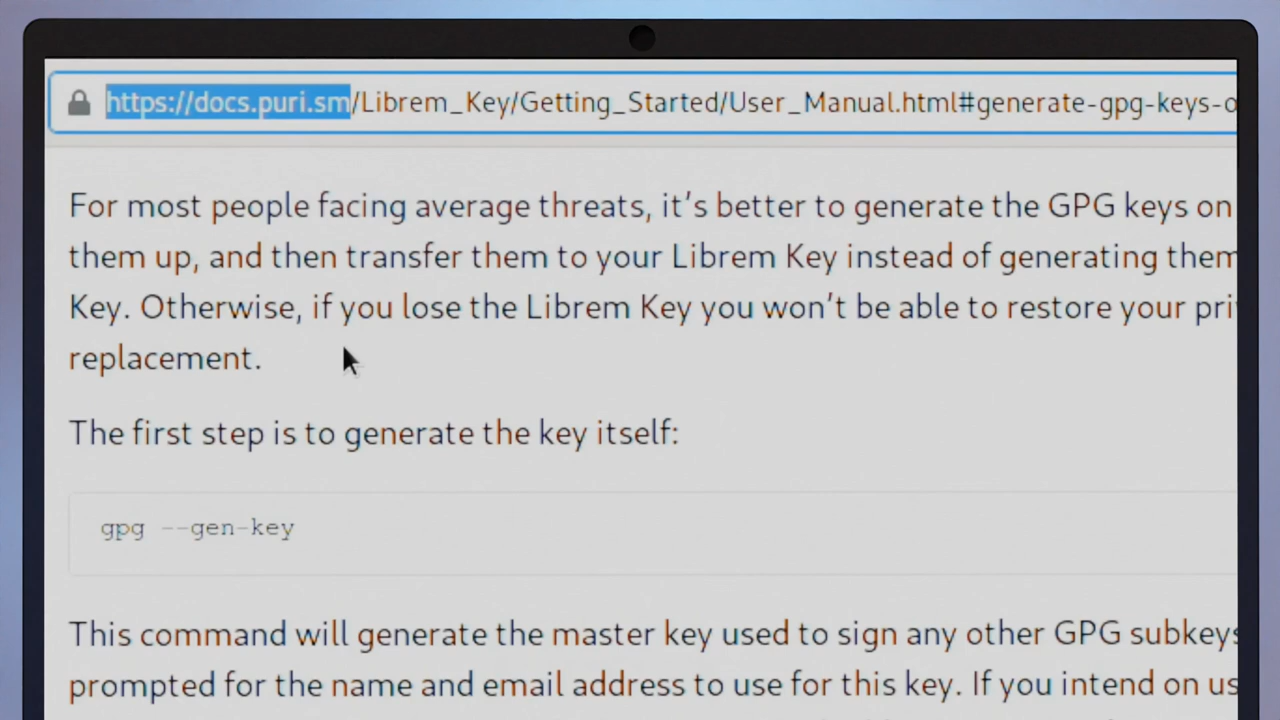 https://docs.puri.sm/Librem_Key/Getting_Started/User_Manual.html#generate-gpg-keys-o
For most people facing average threats, it’s better to generate the GPG keys on
them up, and then transfer them to your Librem Key instead of generating them
Key. Otherwise, if you lose the Librem Key you won’t be able to restore your pri
replacement.
The first step is to generate the key itself:
gpg --gen-key
This command will generate the master key used to sign any other GPG subkeys
prompted for the name and email address to use for this key. If you intend on us